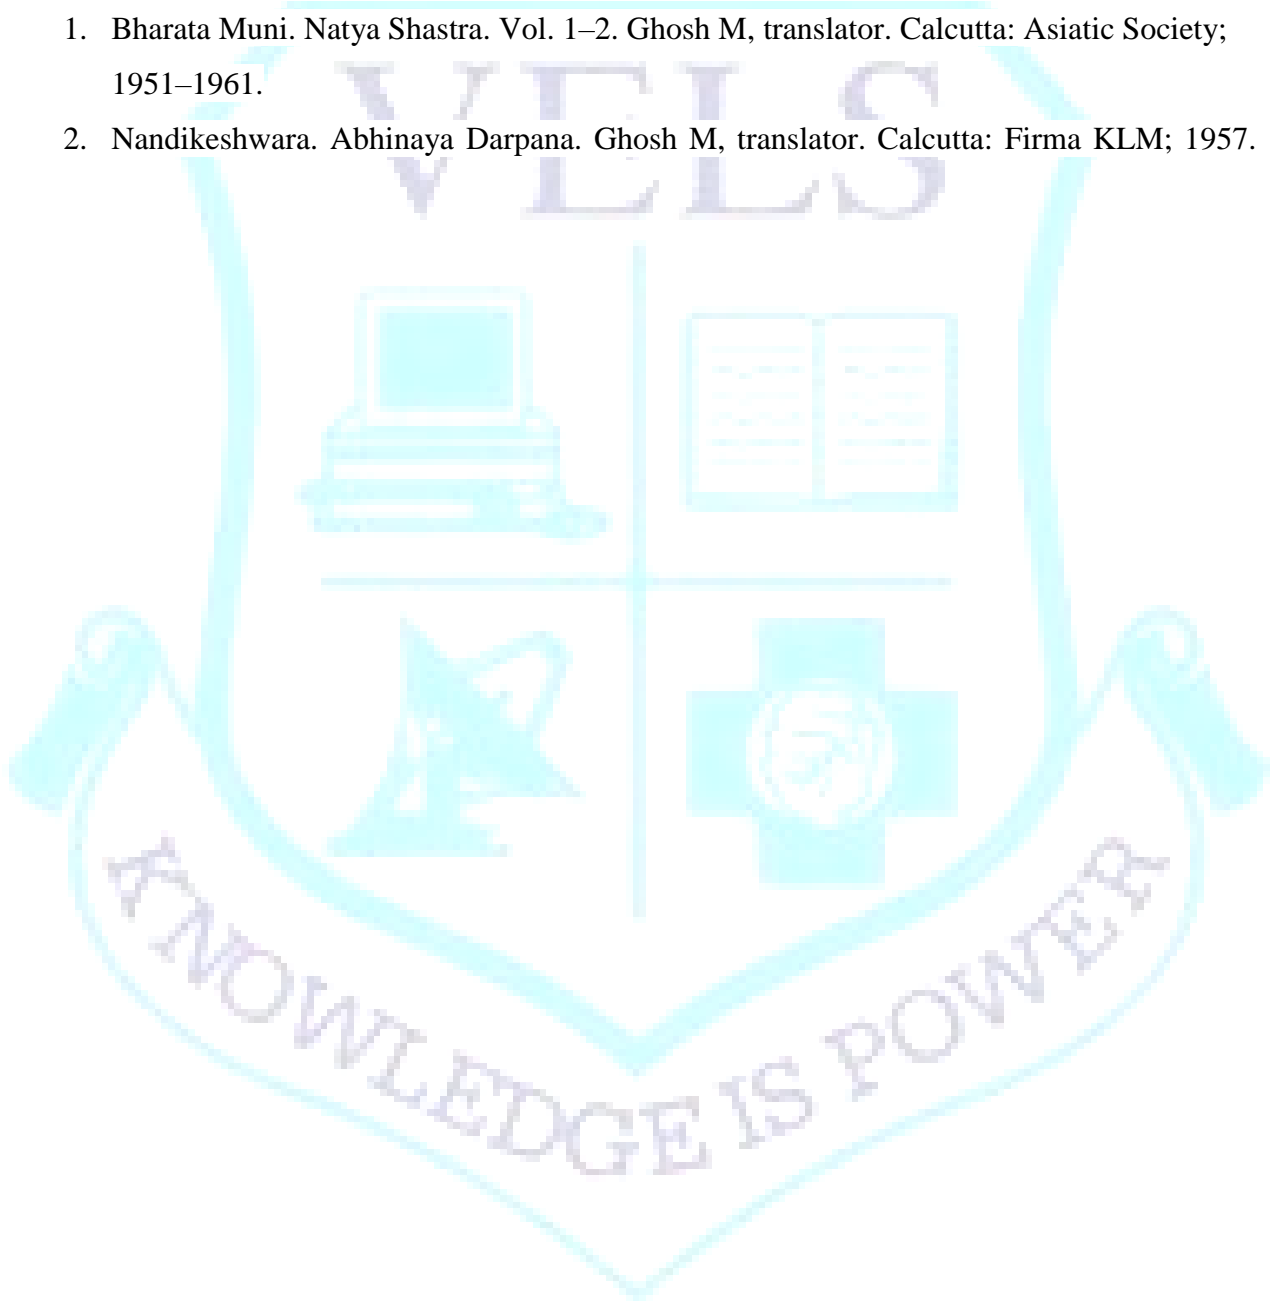 1. Bharata Muni. Natya Shastra. Vol. 1–2. Ghosh M, translator. Calcutta: Asiatic Society;
1951–1961.
2. Nandikeshwara. Abhinaya Darpana. Ghosh M, translator. Calcutta: Firma KLM; 1957.
VELS
KNOWLEDGE IS POWER